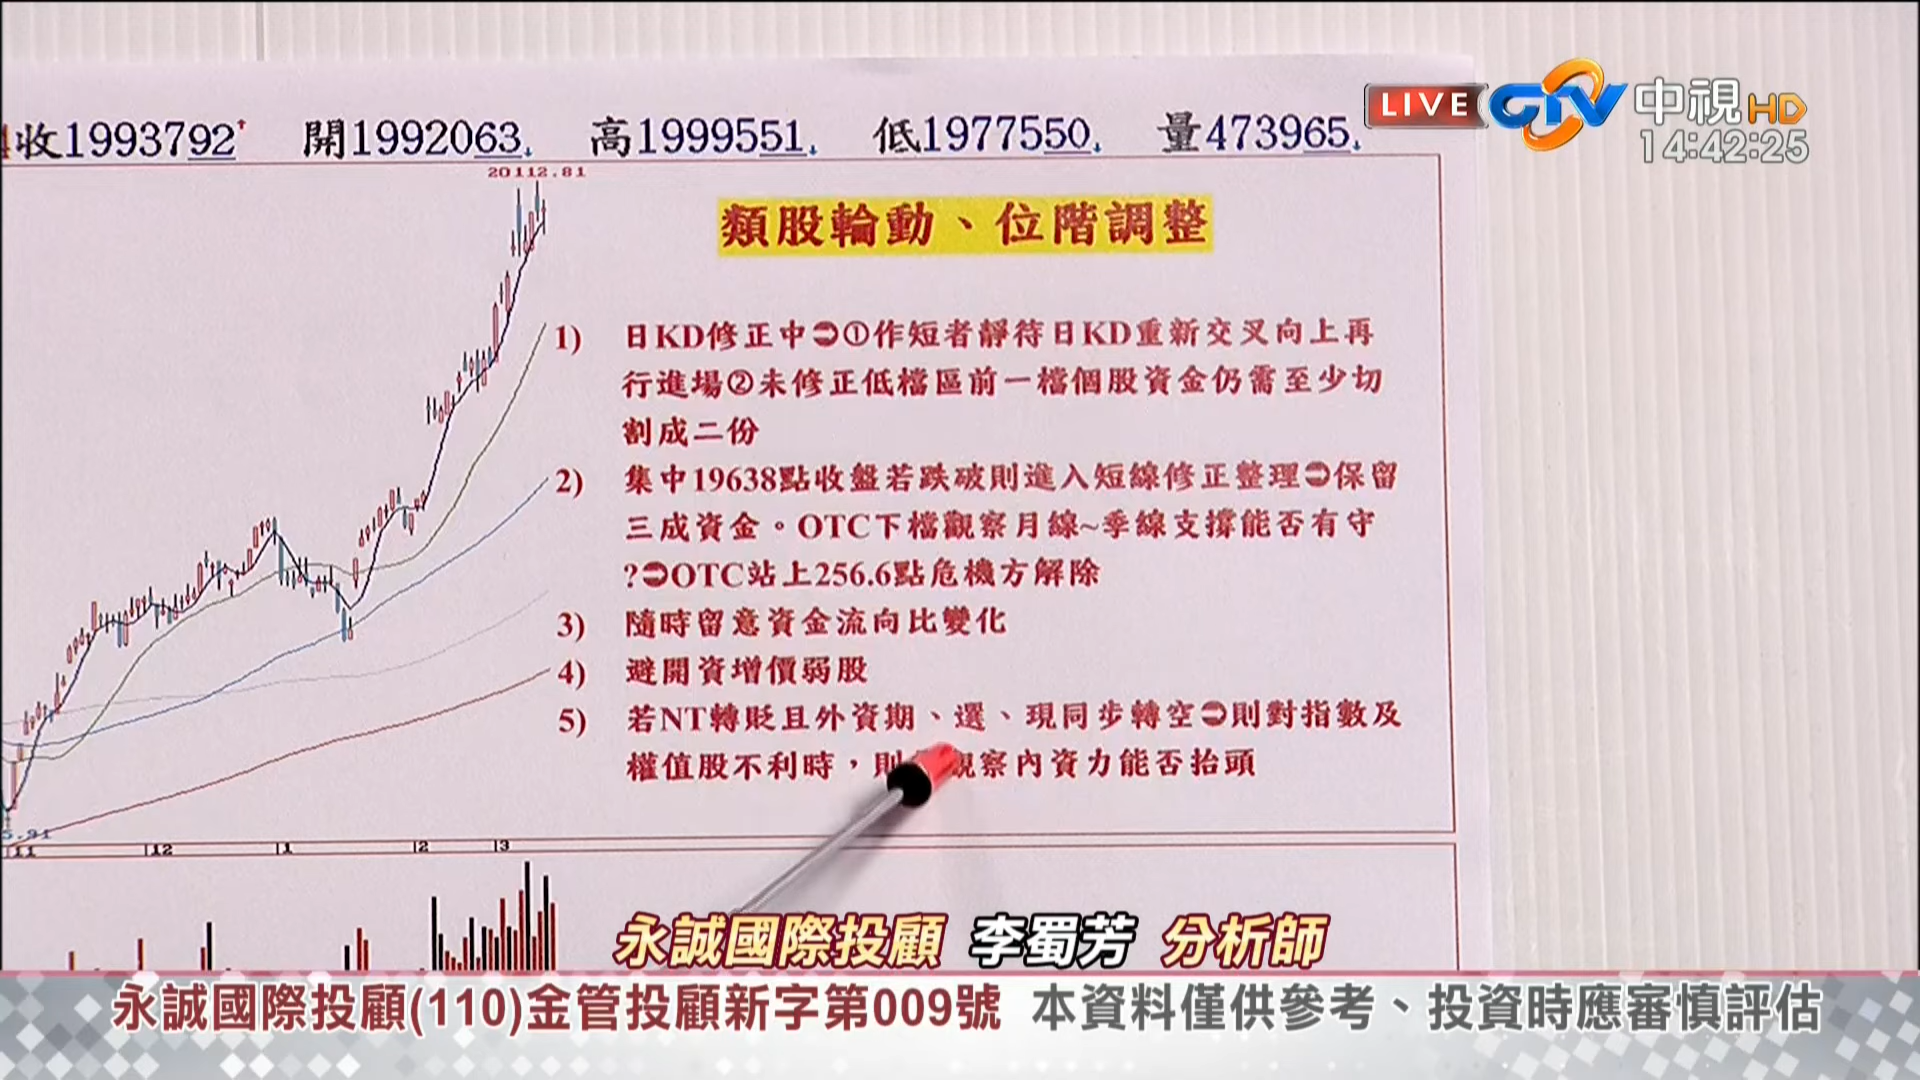 LIVE CTV 中視HD
14:42:25
收1993792 開1992063 高1999551 低1977550 量473965
20112.81
類股輪動、位階調整
1) 日KD修正中➲①作短者靜待日KD重新交叉向上再
行進場②未修正低檔區前一檔個股資金仍需至少切
割成二份
2) 集中19638點收盤若跌破則進入短線修正整理➲保留
三成資金。OTC下檔觀察月線~季線支撐能否有守
?➲OTC站上256.6點危機方解除
3) 隨時留意資金流向比變化
4) 避開資增價弱股
5) 若NT轉貶且外資期、選、現同步轉空➲則對指數及
權值股不利時,則觀察內資力能否抬頭
5.91
11 12 1 2 3
永誠國際投顧 李蜀芳 分析師
永誠國際投顧(110)金管投顧新字第009號 本資料僅供參考、投資時應審慎評估